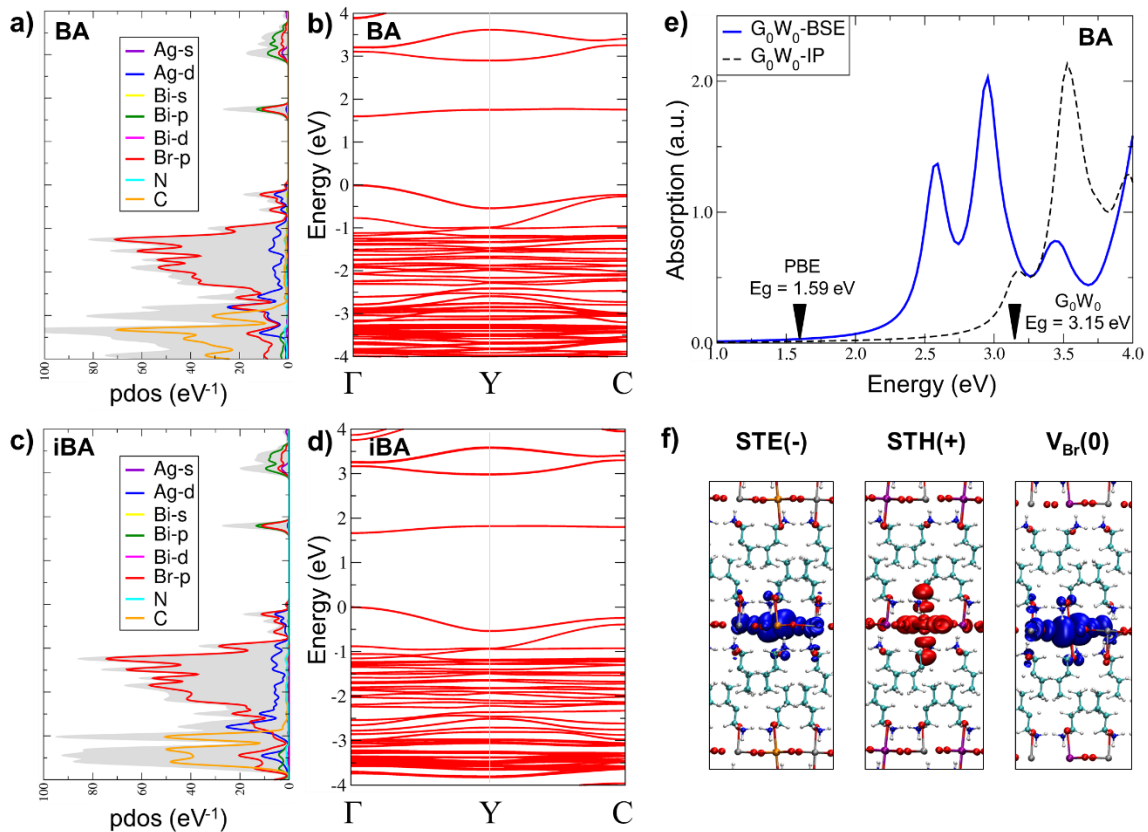 a) BA
Ag-s
Ag-d
Bi-s
Bi-p
Bi-d
Br-p
N
C
100 80 60 40 20 0
pdos (eV⁻¹)
b)
4
3
2
1
0
-1
-2
-3
-4
Energy (eV)
Γ Y C
e) BA
G₀W₀-BSE
G₀W₀-IP
2.0
1.0
0.0
Absorption (a.u.)
PBE
Eg = 1.59 eV
G₀W₀
Eg = 3.15 eV
1.0 1.5 2.0 2.5 3.0 3.5 4.0
Energy (eV)
c) iBA
Ag-s
Ag-d
Bi-s
Bi-p
Bi-d
Br-p
N
C
100 80 60 40 20 0
pdos (eV⁻¹)
d)
4
3
2
1
0
-1
-2
-3
-4
Energy (eV)
Γ Y C
f) STE(-) STH(+) V_Br(0)